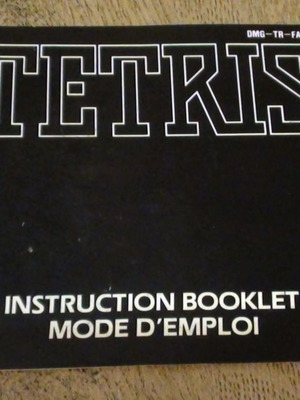 DMG-TR-FA
TETRIS
INSTRUCTION BOOKLET
MODE D'EMPLOI